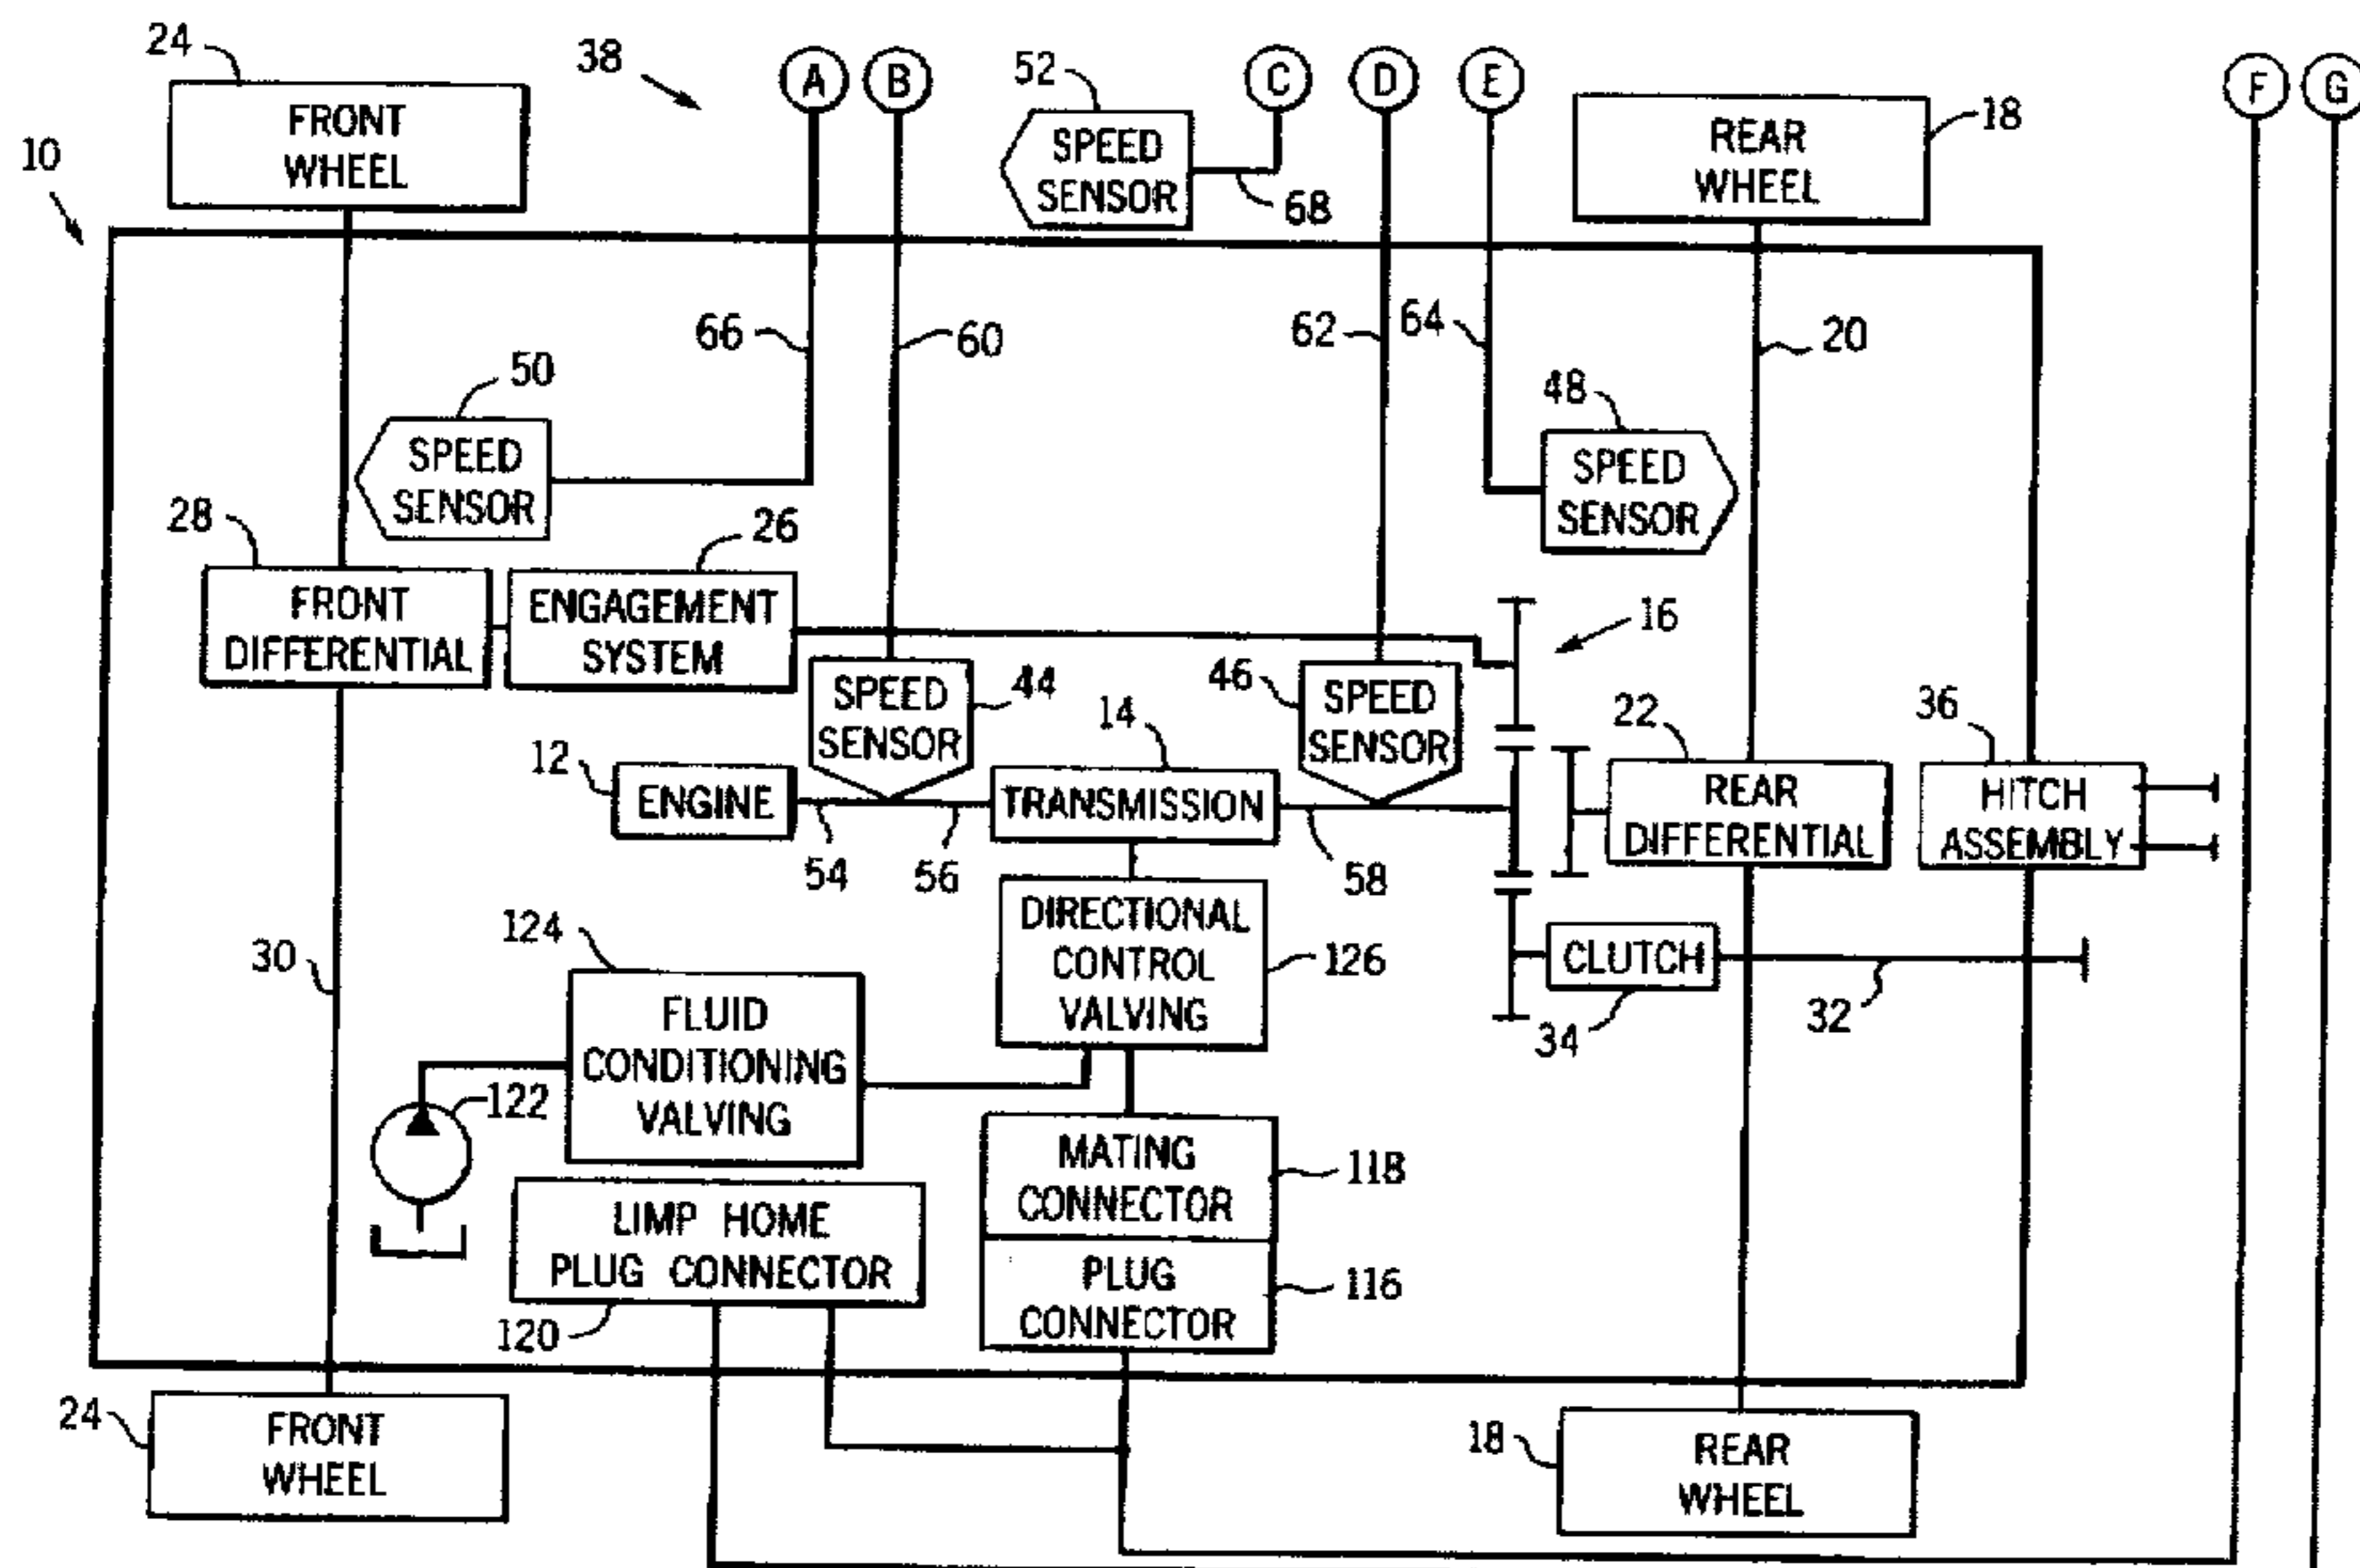 24
38
A
B
52
C
D
E
F
G
FRONT
WHEEL
SPEED
SENSOR
REAR
WHEEL
18
10
68
66
60
62
64
20
50
48
SPEED
SENSOR
SPEED
SENSOR
28
26
FRONT
DIFFERENTIAL
ENGAGEMENT
SYSTEM
16
SPEED
SENSOR
44
46
SPEED
SENSOR
14
22
36
12
ENGINE
TRANSMISSION
REAR
DIFFERENTIAL
HITCH
ASSEMBLY
54
56
58
DIRECTIONAL
CONTROL
VALVING
126
124
30
CLUTCH
34
32
FLUID
CONDITIONING
VALVING
122
MATING
CONNECTOR
118
LIMP HOME
PLUG CONNECTOR
120
PLUG
CONNECTOR
116
24
FRONT
WHEEL
18
REAR
WHEEL